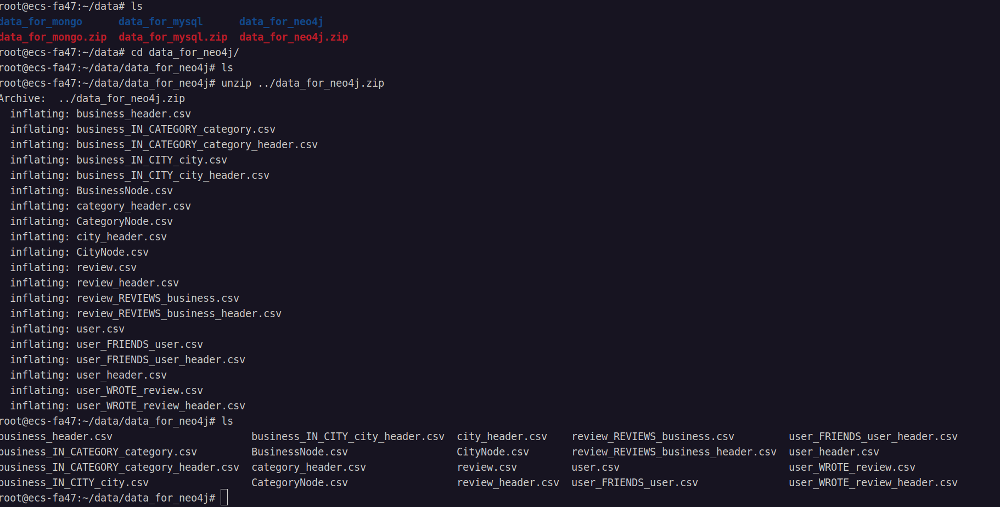 root@ecs-fa47:~/data# ls
data_for_mongo      data_for_mysql      data_for_neo4j
data_for_mongo.zip  data_for_mysql.zip  data_for_neo4j.zip
root@ecs-fa47:~/data# cd data_for_neo4j/
root@ecs-fa47:~/data/data_for_neo4j# ls
root@ecs-fa47:~/data/data_for_neo4j# unzip ../data_for_neo4j.zip
Archive:  ../data_for_neo4j.zip
  inflating: business_header.csv
  inflating: business_IN_CATEGORY_category.csv
  inflating: business_IN_CATEGORY_category_header.csv
  inflating: business_IN_CITY_city.csv
  inflating: business_IN_CITY_city_header.csv
  inflating: BusinessNode.csv
  inflating: category_header.csv
  inflating: CategoryNode.csv
  inflating: city_header.csv
  inflating: CityNode.csv
  inflating: review.csv
  inflating: review_header.csv
  inflating: review_REVIEWS_business.csv
  inflating: review_REVIEWS_business_header.csv
  inflating: user.csv
  inflating: user_FRIENDS_user.csv
  inflating: user_FRIENDS_user_header.csv
  inflating: user_header.csv
  inflating: user_WROTE_review.csv
  inflating: user_WROTE_review_header.csv
root@ecs-fa47:~/data/data_for_neo4j# ls
business_header.csv                       business_IN_CITY_city_header.csv  city_header.csv    review_REVIEWS_business.csv         user_FRIENDS_user_header.csv
business_IN_CATEGORY_category.csv         BusinessNode.csv                  CityNode.csv       review_REVIEWS_business_header.csv  user_header.csv
business_IN_CATEGORY_category_header.csv  category_header.csv               review.csv         user.csv                            user_WROTE_review.csv
business_IN_CITY_city.csv                 CategoryNode.csv                  review_header.csv  user_FRIENDS_user.csv               user_WROTE_review_header.csv
root@ecs-fa47:~/data/data_for_neo4j#